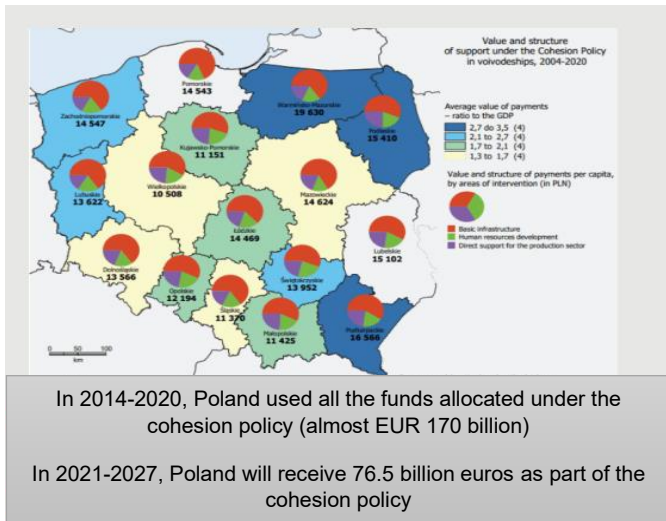 Value and structure
of support under the Cohesion Policy
in voivodeships, 2004-2020
Average value of payments
– ratio to the GDP
2,7 do 3,5 (4)
2,1 to 2,7 (4)
1,7 to 2,1 (4)
1,3 to 1,7 (4)
Value and structure of payments per capita,
by areas of intervention (in PLN)
Basic infrastructure
Human resources development
Direct support for the production sector
Pomorskie
14 543
Zachodniopomorskie
14 547
Warmińsko-Mazurskie
19 630
Podlaskie
15 410
Kujawsko-Pomorskie
11 151
Wielkopolskie
10 508
Mazowieckie
14 624
Lubuskie
13 622
Łódzkie
14 469
Lubelskie
15 102
Dolnośląskie
13 566
Opolskie
12 194
Śląskie
11 370
Świętokrzyskie
13 952
Małopolskie
11 425
Podkarpackie
16 566
0 50 100
km
In 2014-2020, Poland used all the funds allocated under the
cohesion policy (almost EUR 170 billion)
In 2021-2027, Poland will receive 76.5 billion euros as part of the
cohesion policy